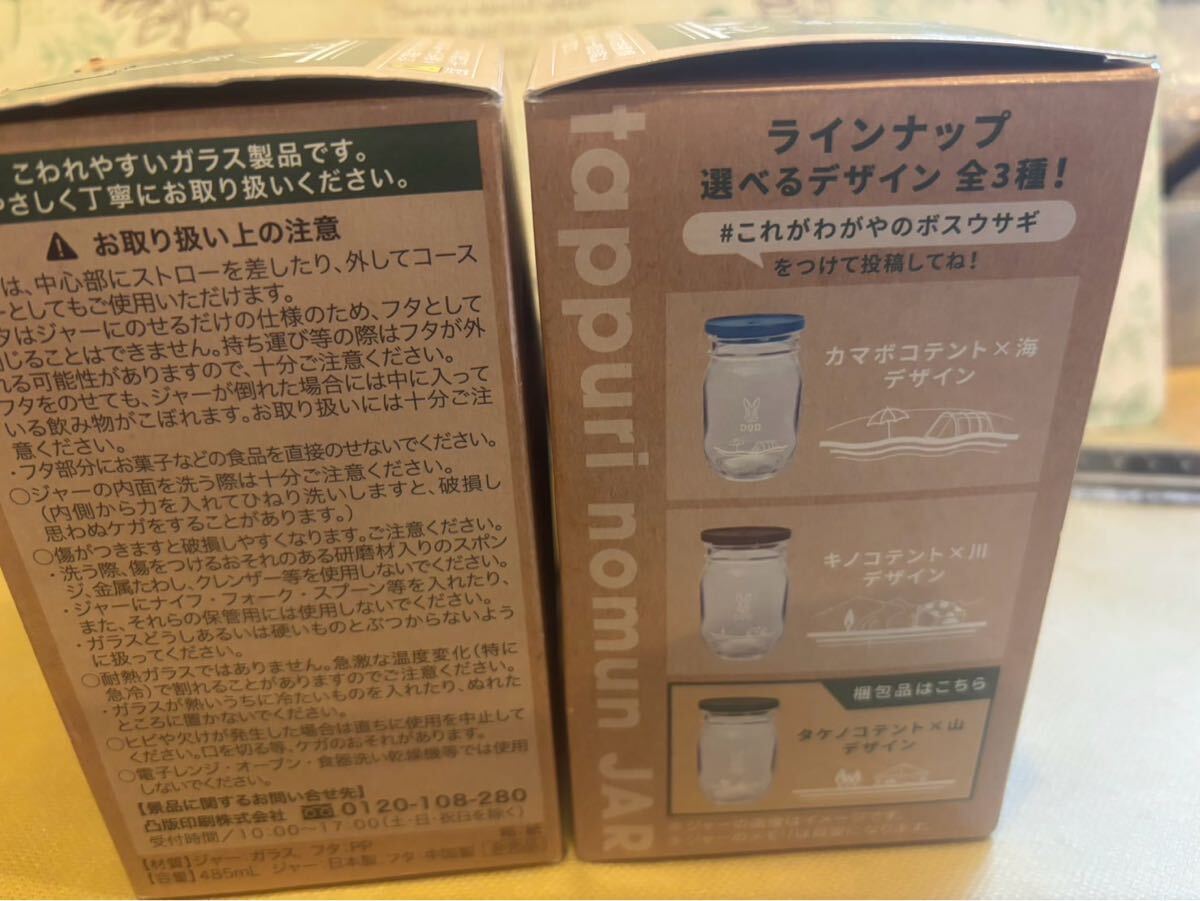 こわれやすいガラス製品です。
やさしく丁寧にお取り扱いください。
お取り扱い上の注意
は、中心部にストローを差したり、外してコース
ーとしてもご使用いただけます。
タはジャーにのせるだけの仕様のため、フタとして
じることはできません。持ち運び等の際はフタが外
れる可能性がありますので、十分ご注意ください。
フタをのせても、ジャーが倒れた場合には中に入って
いる飲み物がこぼれます。お取り扱いには十分ご注
意ください。
・フタ部分にお菓子などの食品を直接のせないでください。
○ジャーの内面を洗う際は十分ご注意ください。
(内側から力を入れてひねり洗いしますと、破損し
思わぬケガをすることがあります。)
○傷がつきますと破損しやすくなります。ご注意ください。
・洗う際、傷をつけるおそれのある研磨材入りのスポン
ジ、金属たわし、クレンザー等を使用しないでください。
・ジャーにナイフ・フォーク・スプーン等を入れたり、
また、それらの保管用には使用しないでください。
・ガラスどうしあるいは硬いものとぶつからないよう
に扱ってください。
○耐熱ガラスではありません。急激な温度変化(特に
急冷)で割れることがありますのでご注意ください。
・ガラスが熱いうちに冷たいものを入れたり、ぬれた
ところに置かないでください。
○ヒビや欠けが発生した場合は直ちに使用を中止して
ください。口を切る等、ケガのおそれがあります。
○電子レンジ・オーブン・食器洗い乾燥機等では使用
しないでください。
【景品に関するお問い合せ先】
凸版印刷株式会社 0120-108-280
受付時間/10:00~17:00(土・日・祝日を除く)
【材質】ジャー:ガラス、フタ:PP
【容量】485mL ジャー:日本製、フタ:中国製
tappuri nomun JAR
ラインナップ
選べるデザイン 全3種!
#これがわがやのボスウサギ
をつけて投稿してね!
カマボコテント×海
デザイン
DOD
キノコテント×川
デザイン
梱包品はこちら
タケノコテント×山
デザイン